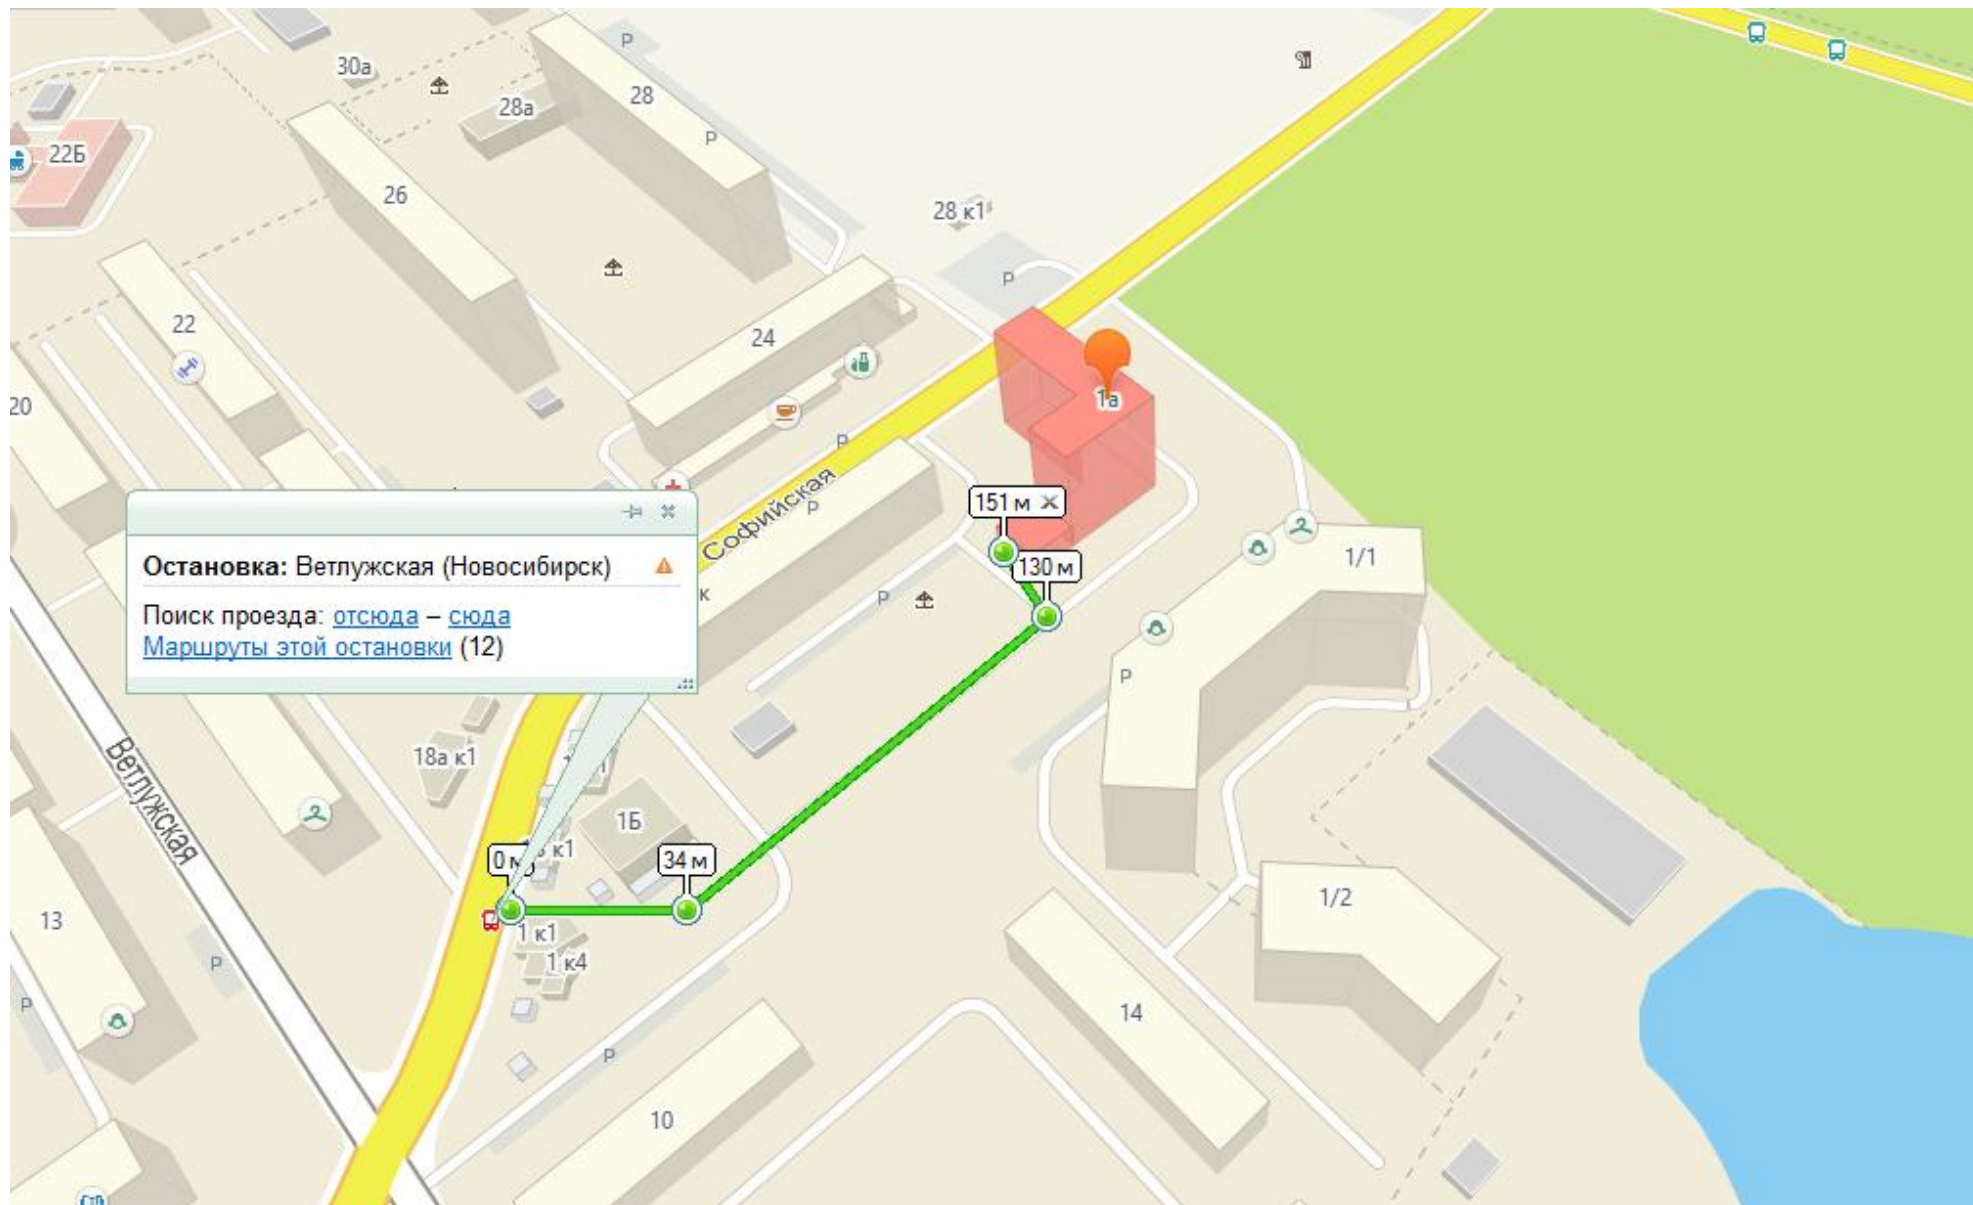 P
30а
28а
28
P
22Б
26
28 к1
P
22
24
1а
20
P
Софийская
P
151 м
1/1
130 м
Остановка: Ветлужская (Новосибирск)
Поиск проезда: отсюда – сюда
Маршруты этой остановки (12)
к
P
P
Ветлужская
18а к1
1Б
0 м
к1
34 м
1/2
13
1 к1
P
1 к4
P
14
P
10